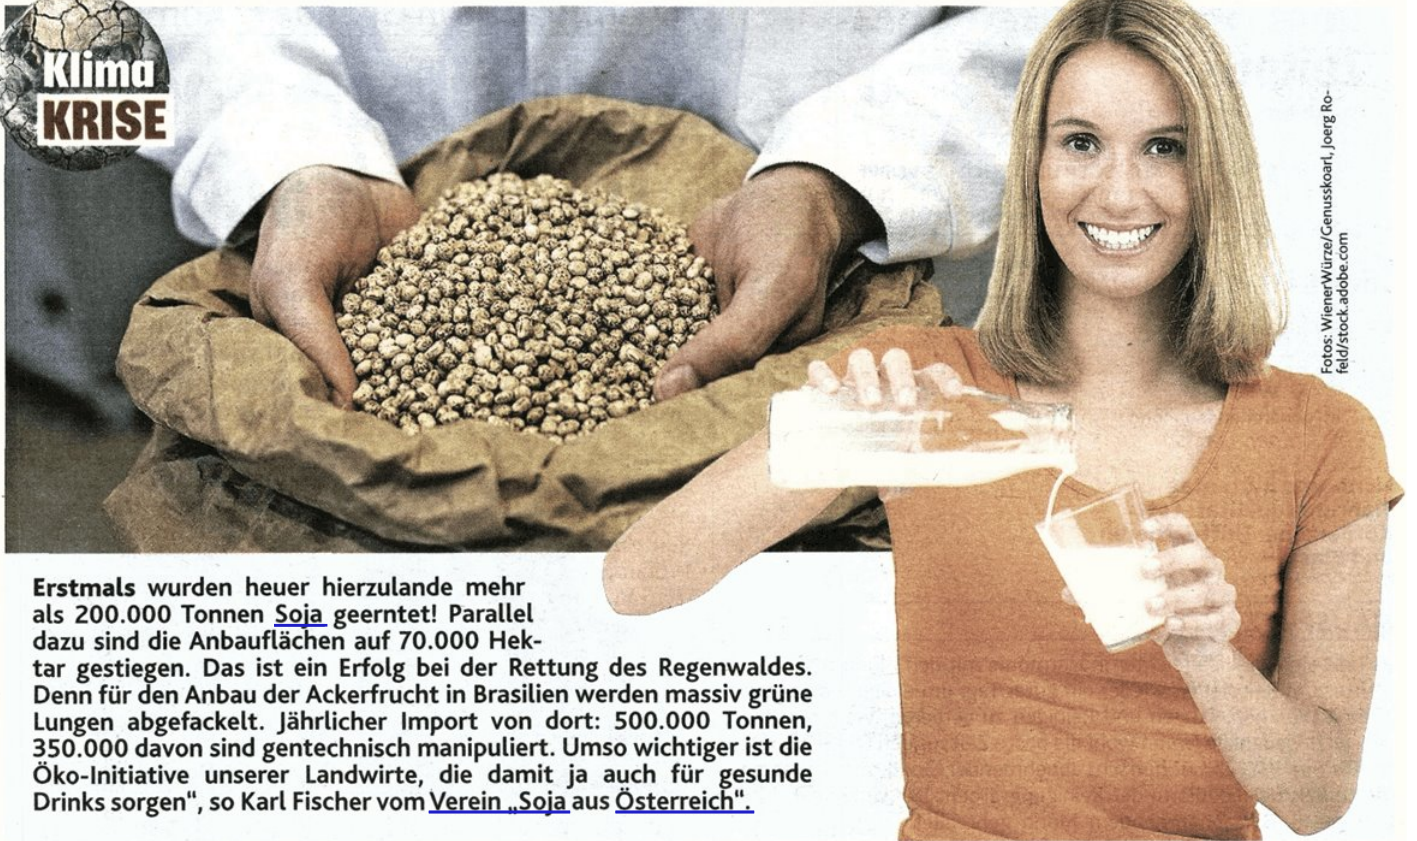 Klima
KRISE
Fotos: WienerWürze/Genusskoarl, Joerg Ro-
feld/stock.adobe.com
Erstmals wurden heuer hierzulande mehr
als 200.000 Tonnen Soja geerntet! Parallel
dazu sind die Anbauflächen auf 70.000 Hek-
tar gestiegen. Das ist ein Erfolg bei der Rettung des Regenwaldes.
Denn für den Anbau der Ackerfrucht in Brasilien werden massiv grüne
Lungen abgefackelt. Jährlicher Import von dort: 500.000 Tonnen,
350.000 davon sind gentechnisch manipuliert. Umso wichtiger ist die
Öko-Initiative unserer Landwirte, die damit ja auch für gesunde
Drinks sorgen“, so Karl Fischer vom Verein „Soja aus Österreich“.